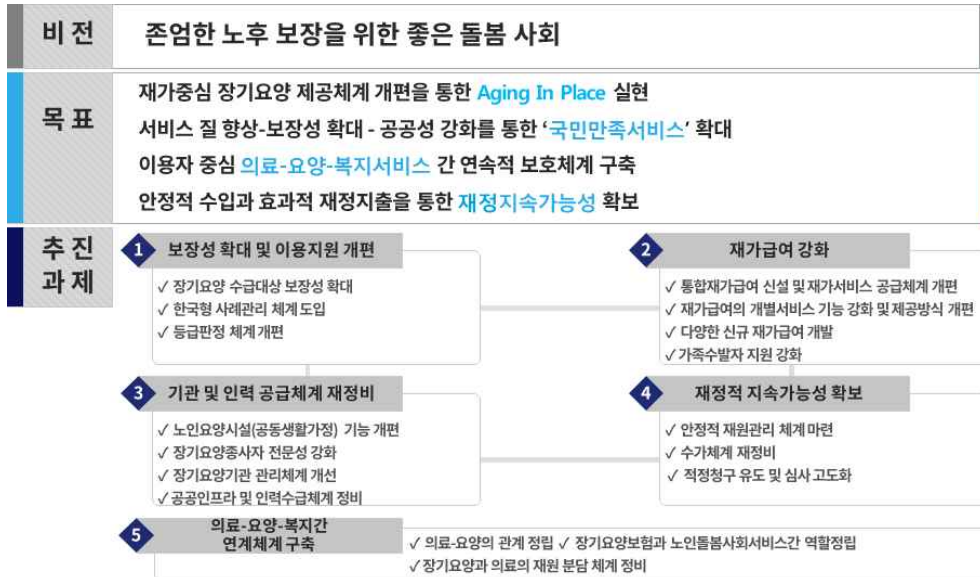 비전
존엄한 노후 보장을 위한 좋은 돌봄 사회
목표
재가중심 장기요양 제공체계 개편을 통한 Aging In Place 실현
서비스 질 향상-보장성 확대 - 공공성 강화를 통한 ‘국민만족서비스’ 확대
이용자 중심 의료-요양-복지서비스 간 연속적 보호체계 구축
안정적 수입과 효과적 재정지출을 통한 재정지속가능성 확보
추진
과제
1 보장성 확대 및 이용지원 개편
✓ 장기요양 수급대상 보장성 확대
✓ 한국형 사례관리 체계 도입
✓ 등급판정 체계 개편
2 재가급여 강화
✓ 통합재가급여 신설 및 재가서비스 공급체계 개편
✓ 재가급여의 개별서비스 기능 강화 및 제공방식 개편
✓ 다양한 신규 재가급여 개발
✓ 가족수발자 지원 강화
3 기관 및 인력 공급체계 재정비
✓ 노인요양시설(공동생활가정) 기능 개편
✓ 장기요양종사자 전문성 강화
✓ 장기요양기관 관리체계 개선
✓ 공공인프라 및 인력수급체계 정비
4 재정적 지속가능성 확보
✓ 안정적 재원관리 체계 마련
✓ 수가체계 재정비
✓ 적정청구 유도 및 심사 고도화
5 의료-요양-복지간
연계체계 구축
✓ 의료-요양의 관계 정립 ✓ 장기요양보험과 노인돌봄사회서비스간 역할정립
✓ 장기요양과 의료의 재원 분담 체계 정비